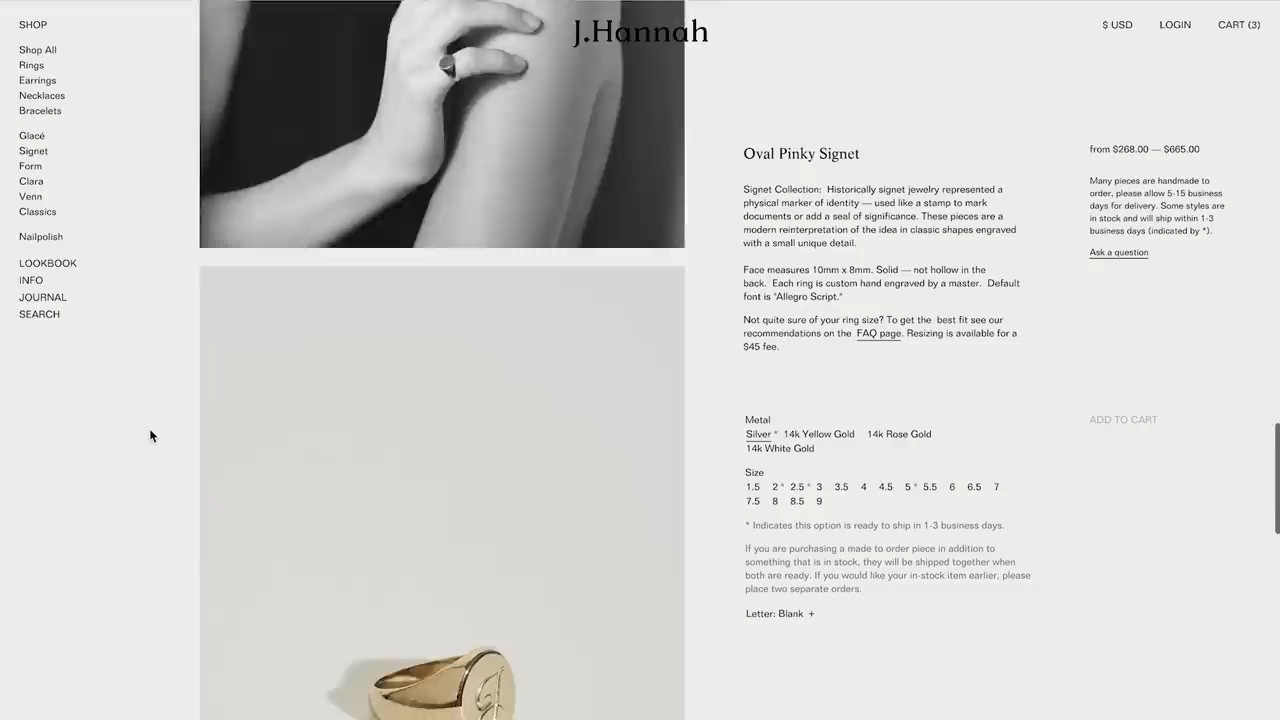 SHOP
Shop All
Rings
Earrings
Necklaces
Bracelets
Glacé
Signet
Form
Clara
Venn
Classics
Nailpolish
LOOKBOOK
INFO
JOURNAL
SEARCH
J.Hannah
$ USD LOGIN CART (3)
Oval Pinky Signet
Signet Collection: Historically signet jewelry represented a
physical marker of identity — used like a stamp to mark
documents or add a seal of significance. These pieces are a
modern reinterpretation of the idea in classic shapes engraved
with a small unique detail.
Face measures 10mm x 8mm. Solid — not hollow in the
back. Each ring is custom hand engraved by a master. Default
font is "Allegro Script."
Not quite sure of your ring size? To get the best fit see our
recommendations on the FAQ page. Resizing is available for a
$45 fee.
Metal
Silver * 14k Yellow Gold 14k Rose Gold
14k White Gold
Size
1.5 2 * 2.5 * 3 3.5 4 4.5 5 * 5.5 6 6.5 7
7.5 8 8.5 9
* Indicates this option is ready to ship in 1-3 business days.
If you are purchasing a made to order piece in addition to
something that is in stock, they will be shipped together when
both are ready. If you would like your in-stock item earlier, please
place two separate orders.
Letter: Blank +
from $268.00 — $665.00
Many pieces are handmade to
order, please allow 5-15 business
days for delivery. Some styles are
in stock and will ship within 1-3
business days (indicated by *).
Ask a question
ADD TO CART